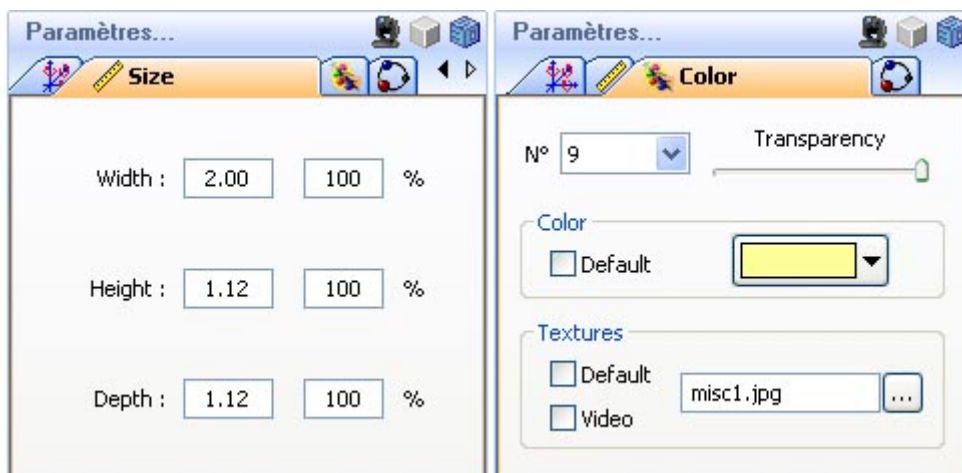 Paramètres...
Size
Width : 2.00 100 %
Height : 1.12 100 %
Depth : 1.12 100 %
Paramètres...
Color
N° 9 Transparency
Color
Default
Textures
Default
misc1.jpg ...
Video